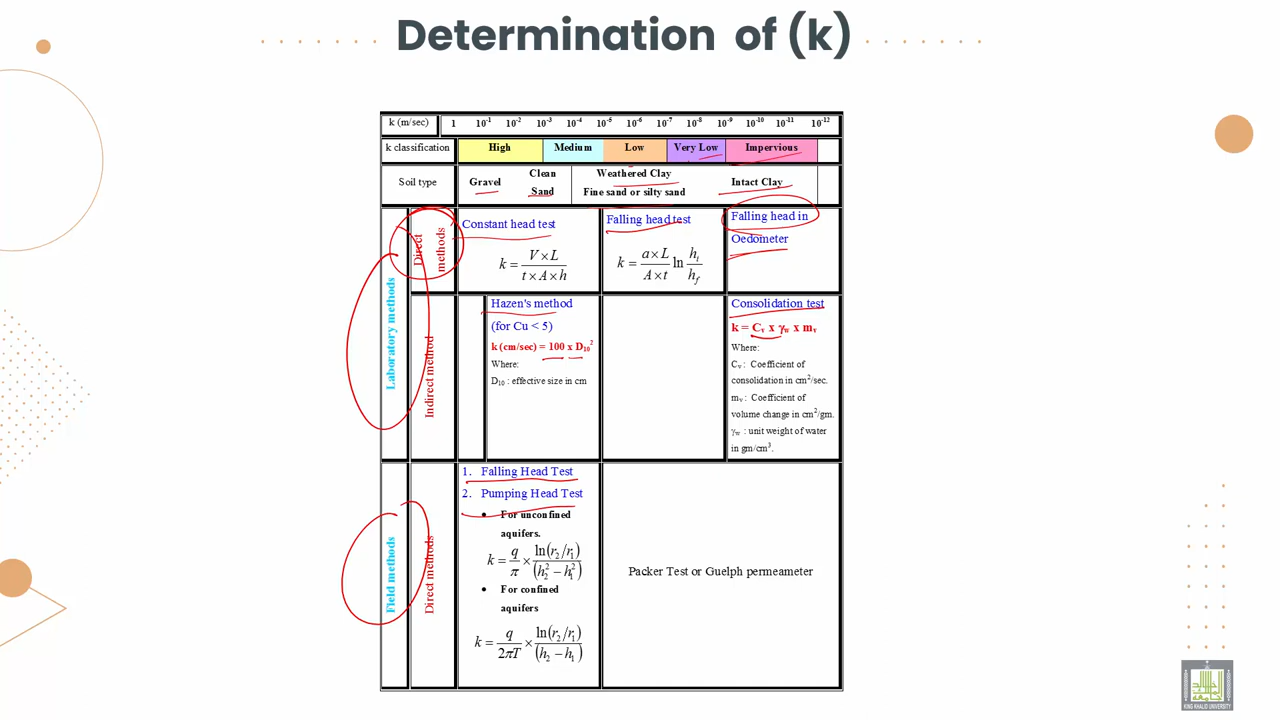 Determination of (k)
k (m/sec) 1 10⁻¹ 10⁻² 10⁻³ 10⁻⁴ 10⁻⁵ 10⁻⁶ 10⁻⁷ 10⁻⁸ 10⁻⁹ 10⁻¹⁰ 10⁻¹¹ 10⁻¹²
k classification High Medium Low Very Low Impervious
Soil type Gravel
Clean
Sand
Weathered Clay
Fine sand or silty sand
Intact Clay
Laboratory methods
Direct
methods
Constant head test
k = V × L / t × A × h
Falling head test
k = a × L / A × t ln hᵢ / h_f
Falling head in
Oedometer
Indirect method
Hazen's method
(for Cu < 5)
k (cm/sec) = 100 x D₁₀²
Where:
D₁₀ : effective size in cm
Consolidation test
k = Cᵥ x γw x mᵥ
Where:
Cᵥ : Coefficient of
consolidation in cm²/sec.
mᵥ : Coefficient of
volume change in cm²/gm.
γw : unit weight of water
in gm/cm³.
Field methods
Direct methods
1. Falling Head Test
2. Pumping Head Test
• For unconfined
aquifers.
k = q / π × ln(r₂/r₁) / (h₂² − h₁²)
• For confined
aquifers
k = q / 2πT × ln(r₂/r₁) / (h₂ − h₁)
Packer Test or Guelph permeameter
KING KHALID UNIVERSITY